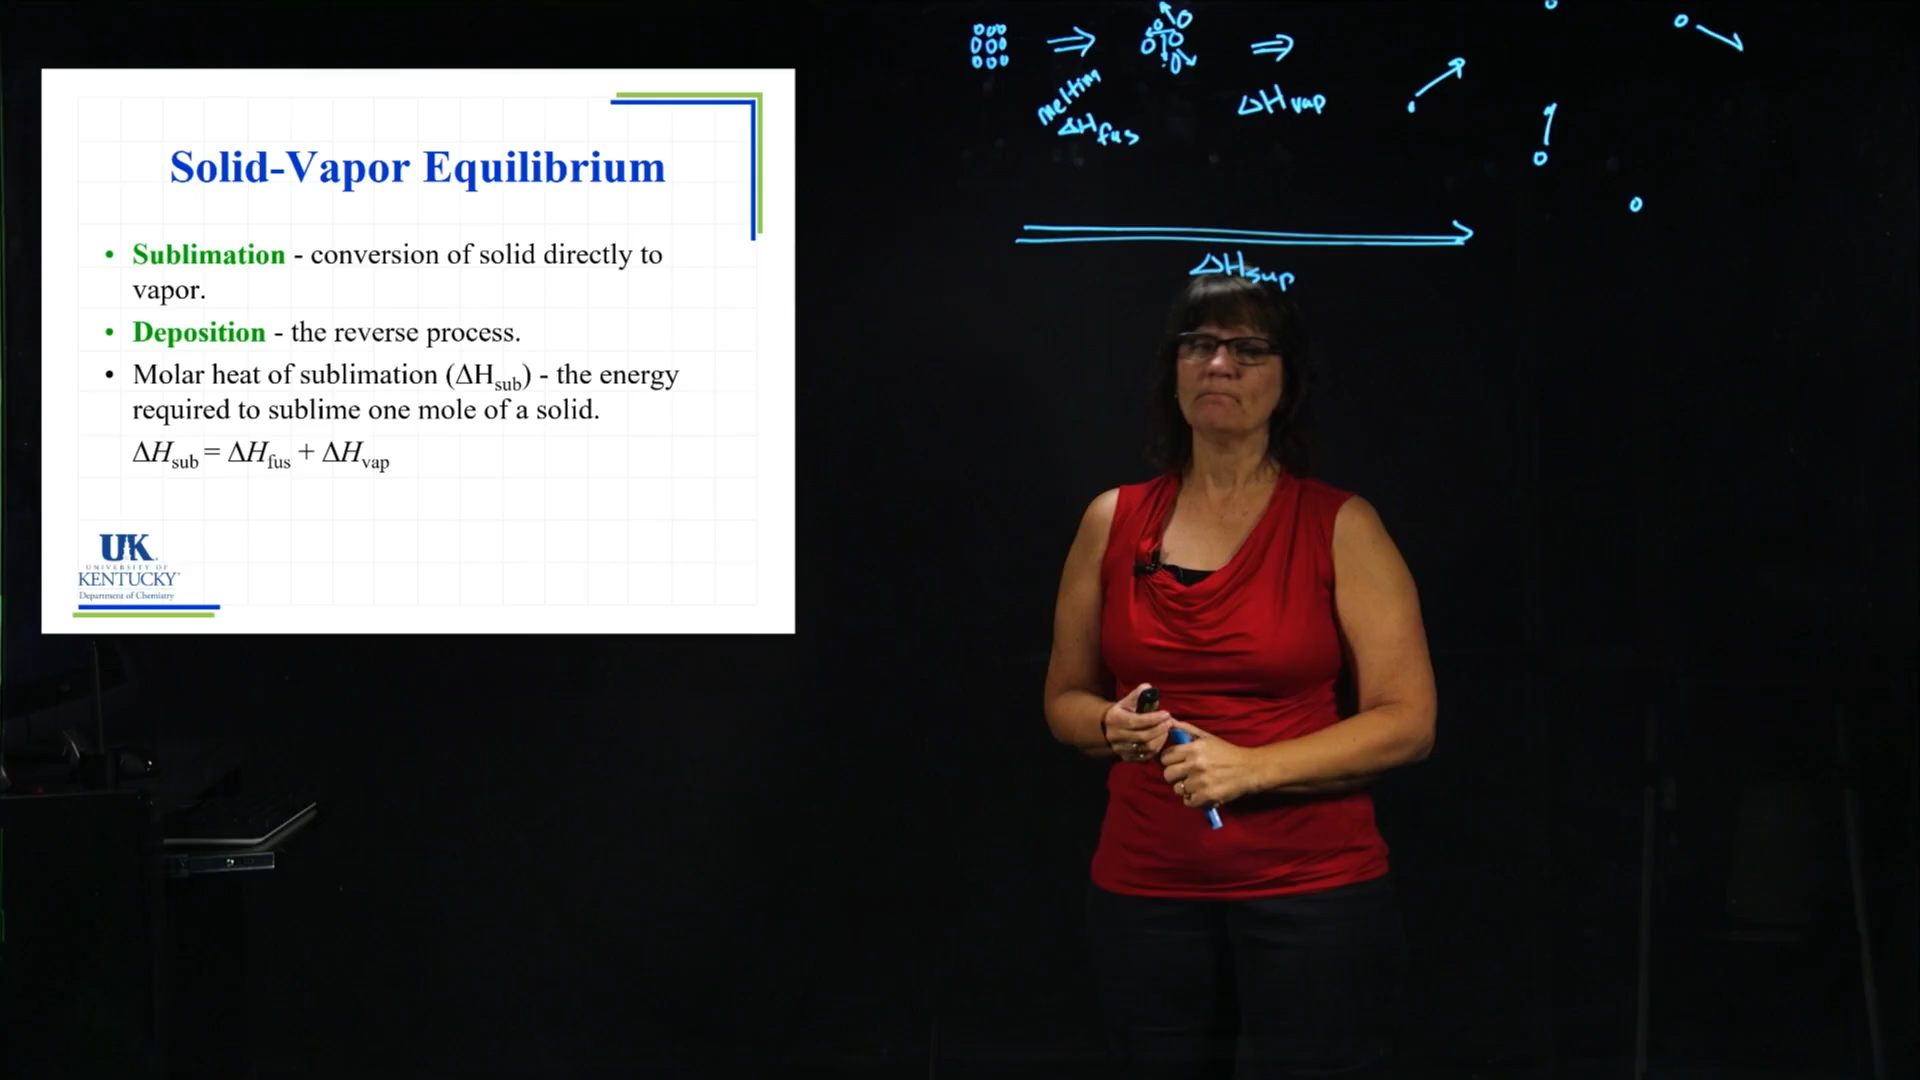 Solid-Vapor Equilibrium
• Sublimation - conversion of solid directly to
vapor.
• Deposition - the reverse process.
• Molar heat of sublimation (ΔHsub) - the energy
required to sublime one mole of a solid.
ΔHsub = ΔHfus + ΔHvap
UK
UNIVERSITY OF
KENTUCKY
Department of Chemistry
melting
ΔHfus
ΔHvap
ΔHsup